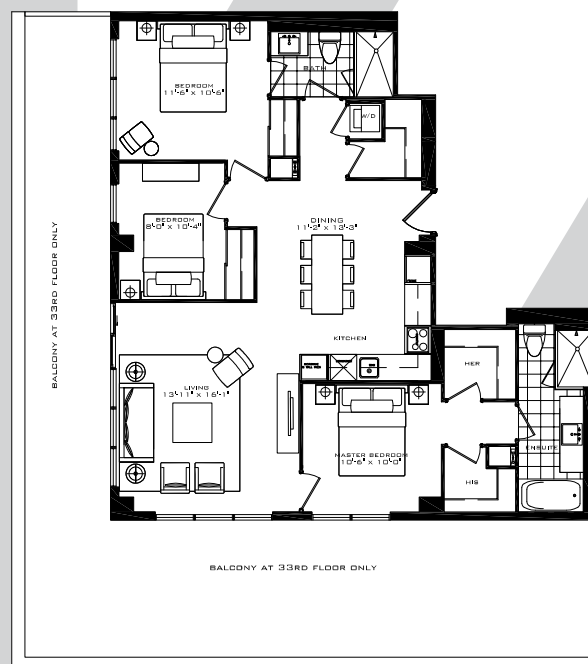 BATH
BEDROOM
11'-6" x 10'-6"
W/D
BEDROOM
8'-0" x 10'-4"
DINING
11'-2" x 13'-3"
BALCONY AT 33RD FLOOR ONLY
KITCHEN
HER
LIVING
13'-11" x 16'-1"
MASTER BEDROOM
10'-6" x 10'-0"
ENSUITE
HIS
BALCONY AT 33RD FLOOR ONLY